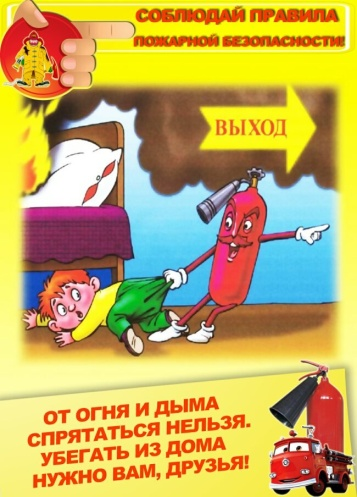 СОБЛЮДАЙ ПРАВИЛА
ПОЖАРНОЙ БЕЗОПАСНОСТИ!
ВЫХОД
ОТ ОГНЯ И ДЫМА
СПРЯТАТЬСЯ НЕЛЬЗЯ.
УБЕГАТЬ ИЗ ДОМА
НУЖНО ВАМ, ДРУЗЬЯ!